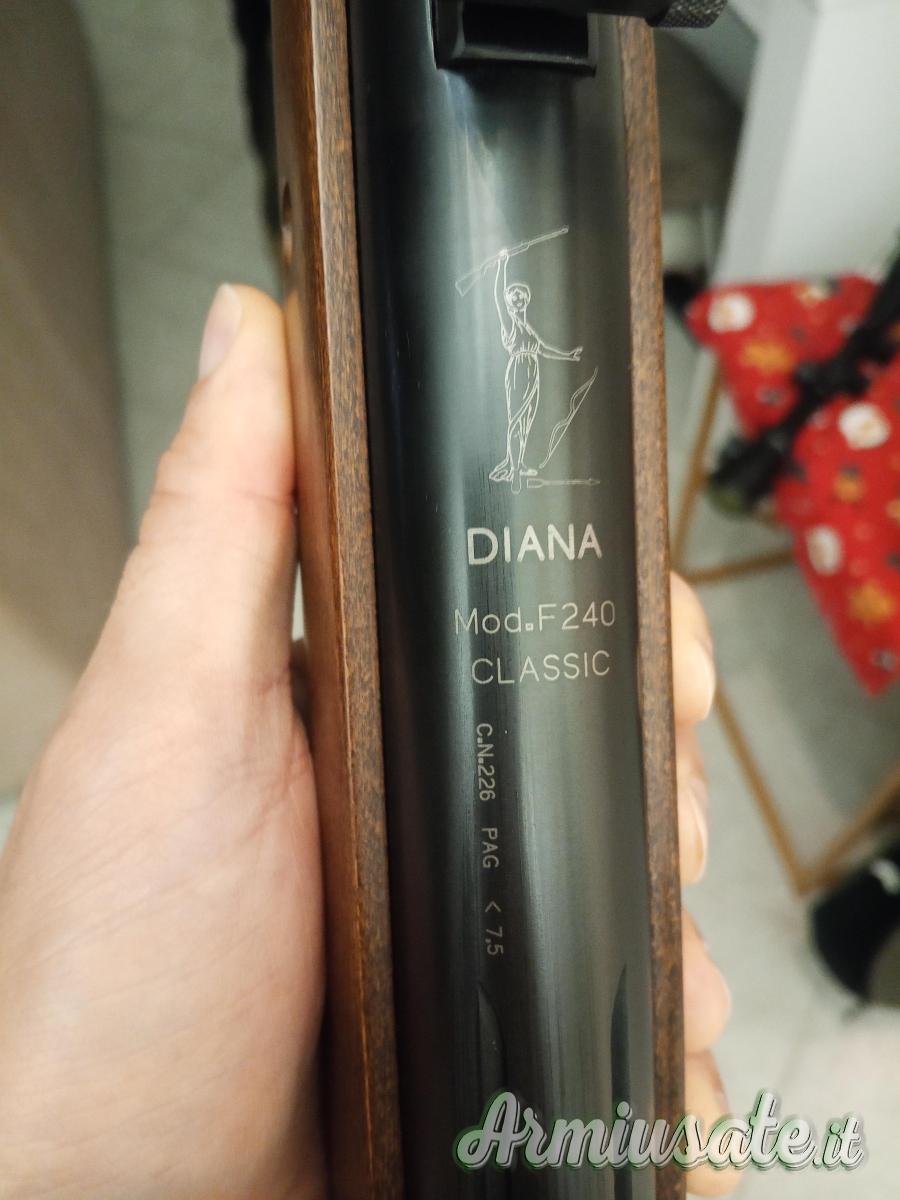 DIANA
Mod.F240
CLASSIC
C.N.226 PAG < 7,5
Armiusate.it